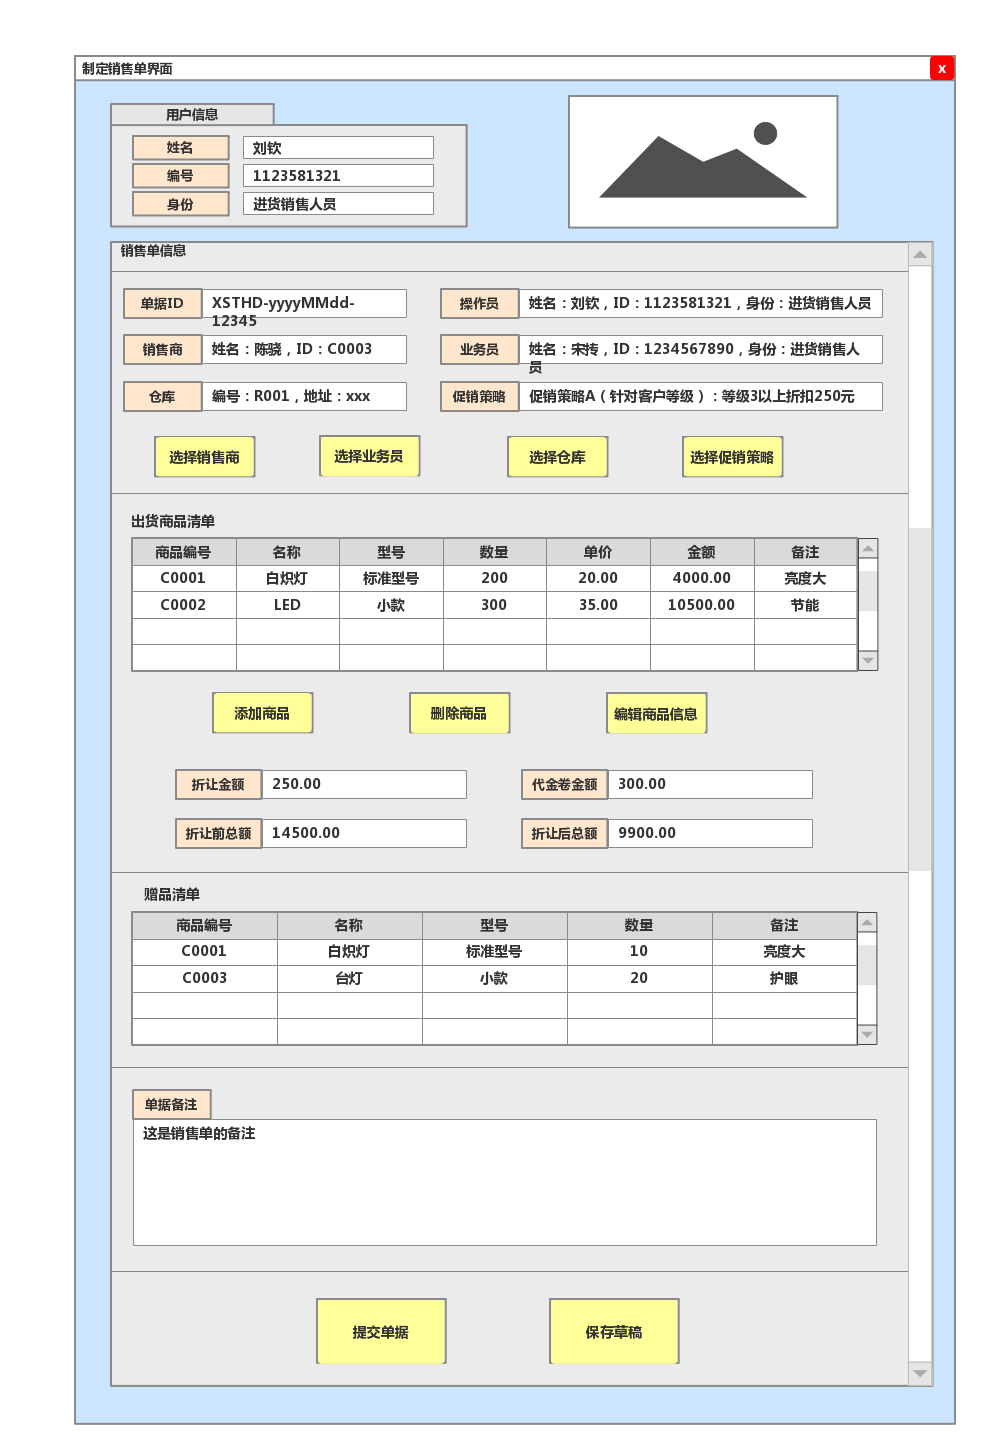 制定销售单界面
x
用户信息
姓名 刘钦
编号 1123581321
身份 进货销售人员
销售单信息
单据ID XSTHD-yyyyMMdd-
12345
操作员 姓名：刘钦，ID：1123581321，身份：进货销售人员
销售商 姓名：陈骁，ID：C0003
业务员 姓名：宋抟，ID：1234567890，身份：进货销售人
员
仓库 编号：R001，地址：xxx
促销策略 促销策略A（针对客户等级）：等级3以上折扣250元
选择销售商 选择业务员 选择仓库 选择促销策略
出货商品清单
商品编号 名称 型号 数量 单价 金额 备注
C0001 白炽灯 标准型号 200 20.00 4000.00 亮度大
C0002 LED 小款 300 35.00 10500.00 节能
添加商品 删除商品 编辑商品信息
折让金额 250.00 代金卷金额 300.00
折让前总额 14500.00 折让后总额 9900.00
赠品清单
商品编号 名称 型号 数量 备注
C0001 白炽灯 标准型号 10 亮度大
C0003 台灯 小款 20 护眼
单据备注
这是销售单的备注
提交单据 保存草稿